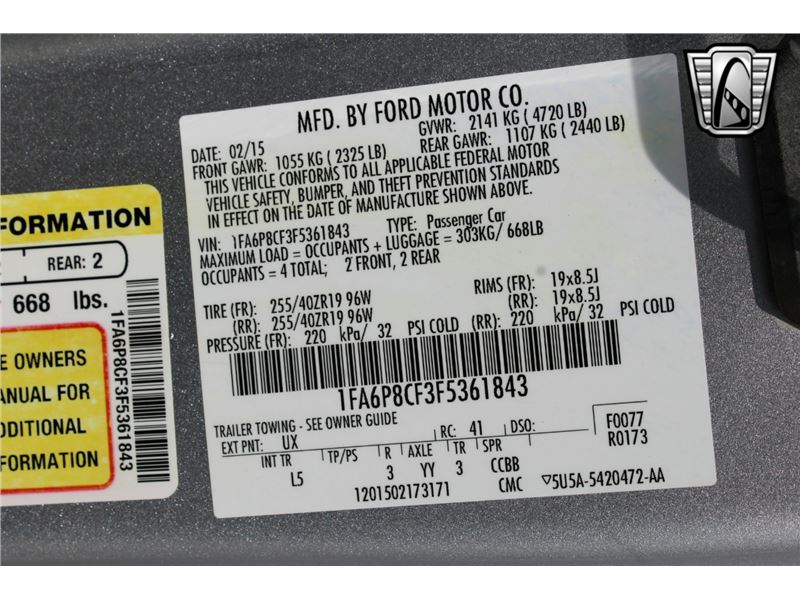 FORMATION
REAR: 2
668 lbs.
E OWNERS
ANUAL FOR
DDITIONAL
FORMATION
1FA6P8CF3F5361843
MFD. BY FORD MOTOR CO.
DATE: 02/15 GVWR: 2141 KG ( 4720 LB)
FRONT GAWR: 1055 KG ( 2325 LB) REAR GAWR: 1107 KG ( 2440 LB)
THIS VEHICLE CONFORMS TO ALL APPLICABLE FEDERAL MOTOR
VEHICLE SAFETY, BUMPER, AND THEFT PREVENTION STANDARDS
IN EFFECT ON THE DATE OF MANUFACTURE SHOWN ABOVE.
VIN: 1FA6P8CF3F5361843 TYPE: Passenger Car
MAXIMUM LOAD = OCCUPANTS + LUGGAGE = 303KG/ 668LB
OCCUPANTS = 4 TOTAL; 2 FRONT, 2 REAR
TIRE (FR): 255/40ZR19 96W RIMS (FR): 19x8.5J
(RR): 255/40ZR19 96W (RR): 19x8.5J
PRESSURE (FR): 220 kPa/ 32 PSI COLD (RR): 220 kPa/ 32 PSI COLD
1FA6P8CF3F5361843
TRAILER TOWING - SEE OWNER GUIDE
EXT PNT: UX RC: 41 DSO: F0077
R0173
INT TR TP/PS R AXLE TR SPR
L5 3 YY 3 CCBB
1201502173171 CMC ▽5U5A-5420472-AA